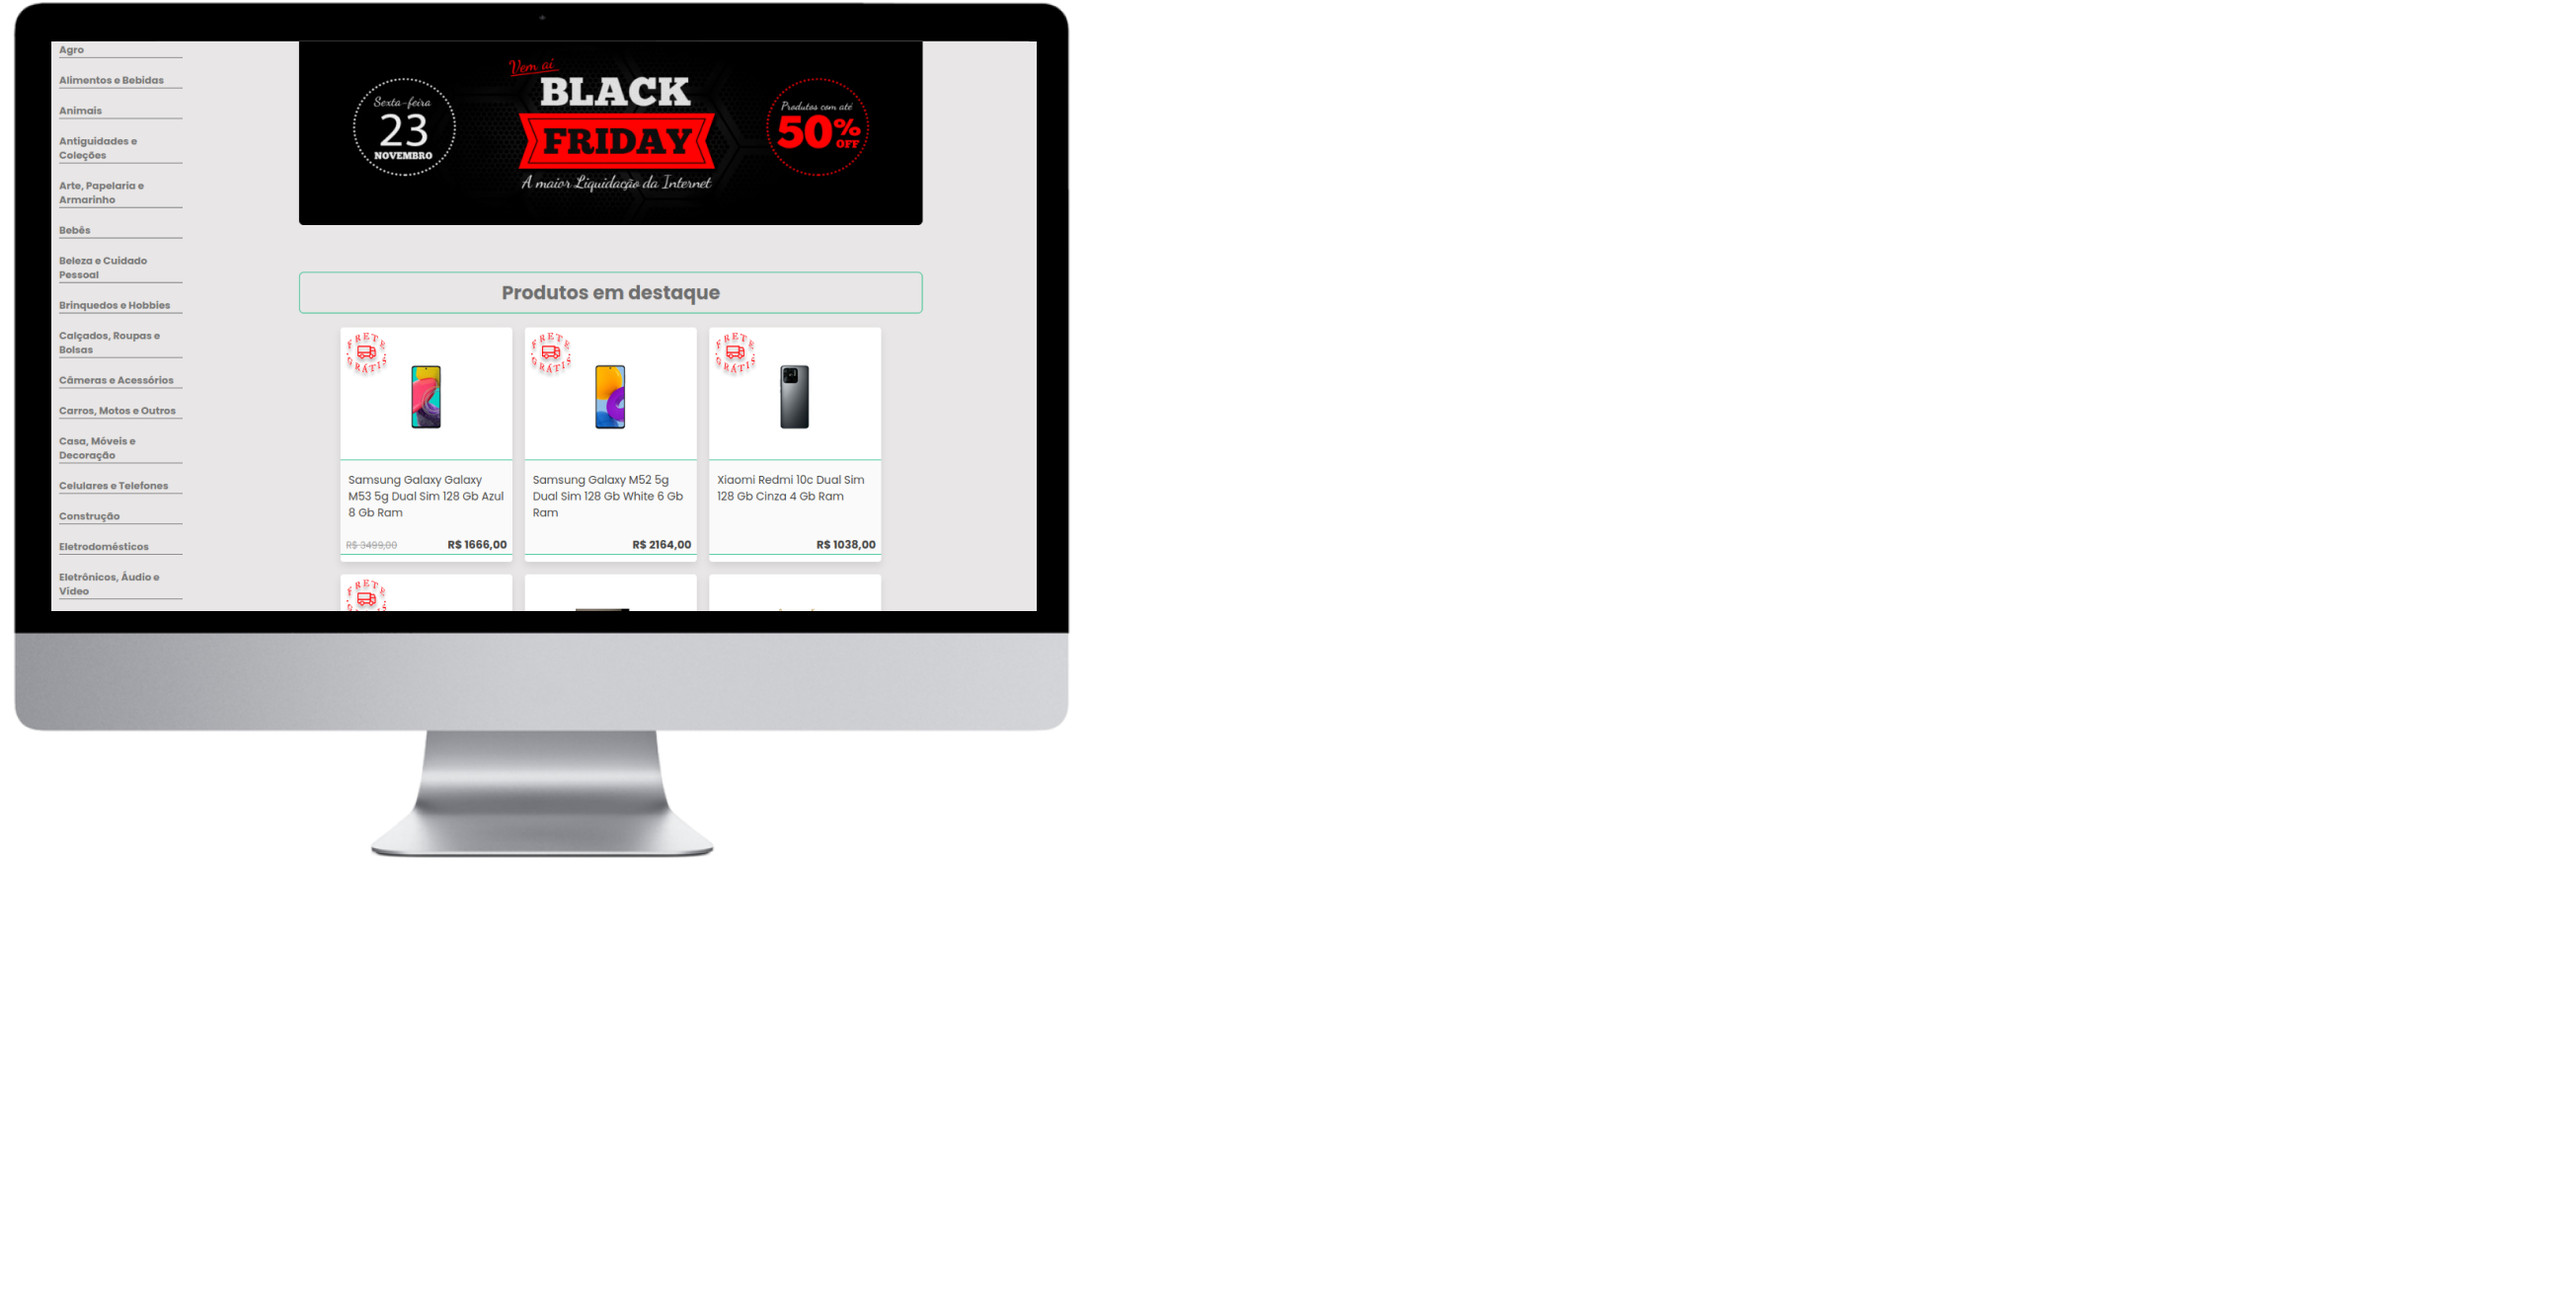 Agro
Alimentos e Bebidas
Animais
Antiguidades e
Coleções
Arte, Papelaria e
Armarinho
Bebês
Beleza e Cuidado
Pessoal
Brinquedos e Hobbies
Calçados, Roupas e
Bolsas
Câmeras e Acessórios
Carros, Motos e Outros
Casa, Móveis e
Decoração
Celulares e Telefones
Construção
Eletrodomésticos
Eletrônicos, Áudio e
Vídeo
Sexta-feira
23
NOVEMBRO
Vem aí
BLACK
FRIDAY
A maior Liquidação da Internet
Produtos com até
50%
OFF
Produtos em destaque
FRETE
GRÁTIS
Samsung Galaxy Galaxy
M53 5g Dual Sim 128 Gb Azul
8 Gb Ram
R$ 3499,00
R$ 1666,00
FRETE
GRÁTIS
Samsung Galaxy M52 5g
Dual Sim 128 Gb White 6 Gb
Ram
R$ 2164,00
FRETE
GRÁTIS
Xiaomi Redmi 10c Dual Sim
128 Gb Cinza 4 Gb Ram
R$ 1038,00
FRETE